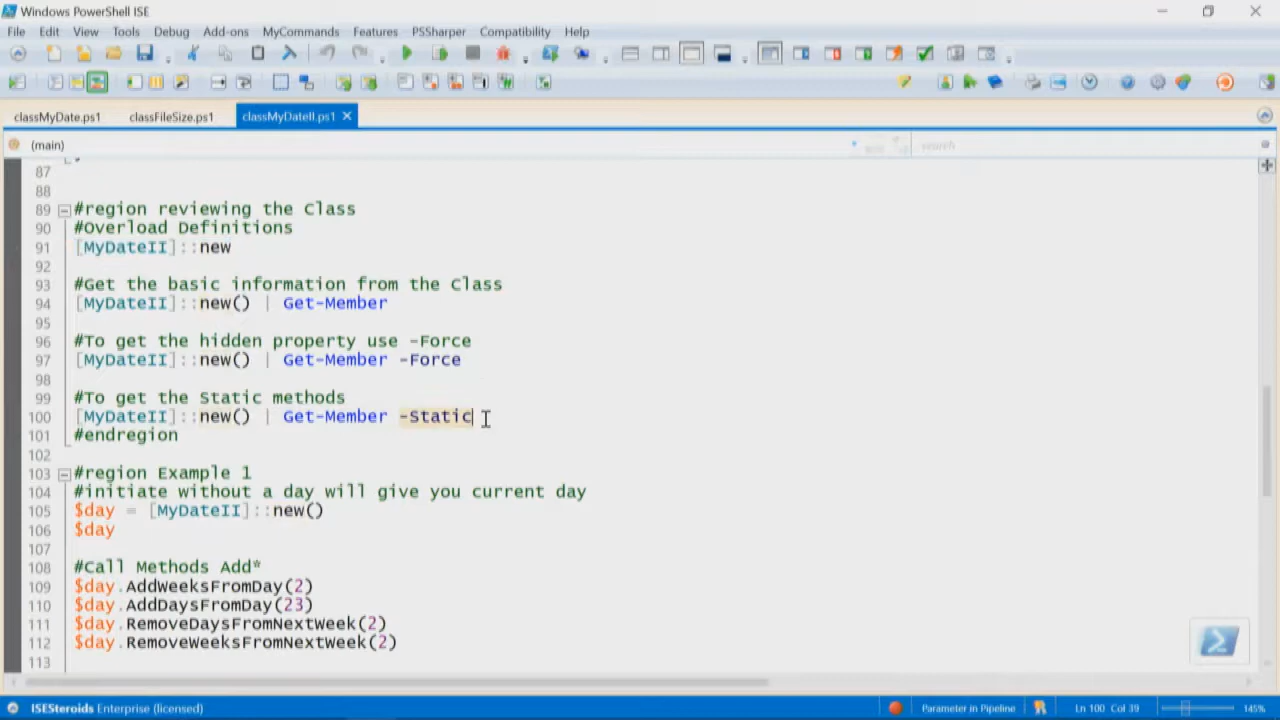 Windows PowerShell ISE
File Edit View Tools Debug Add-ons MyCommands Features PSSharper Compatibility Help
classMyDate.ps1 classFileSize.ps1 classMyDateII.ps1
(main) search
87
88
89 #region reviewing the Class
90 #Overload Definitions
91 [MyDateII]::new
92
93 #Get the basic information from the Class
94 [MyDateII]::new() | Get-Member
95
96 #To get the hidden property use -Force
97 [MyDateII]::new() | Get-Member -Force
98
99 #To get the Static methods
100 [MyDateII]::new() | Get-Member -Static
101 #endregion
102
103 #region Example 1
104 #initiate without a day will give you current day
105 $day = [MyDateII]::new()
106 $day
107
108 #Call Methods Add*
109 $day.AddWeeksFromDay(2)
110 $day.AddDaysFromDay(23)
111 $day.RemoveDaysFromNextWeek(2)
112 $day.RemoveWeeksFromNextWeek(2)
113
ISESteroids Enterprise (licensed) Parameter in Pipeline Ln 100 Col 39 145%